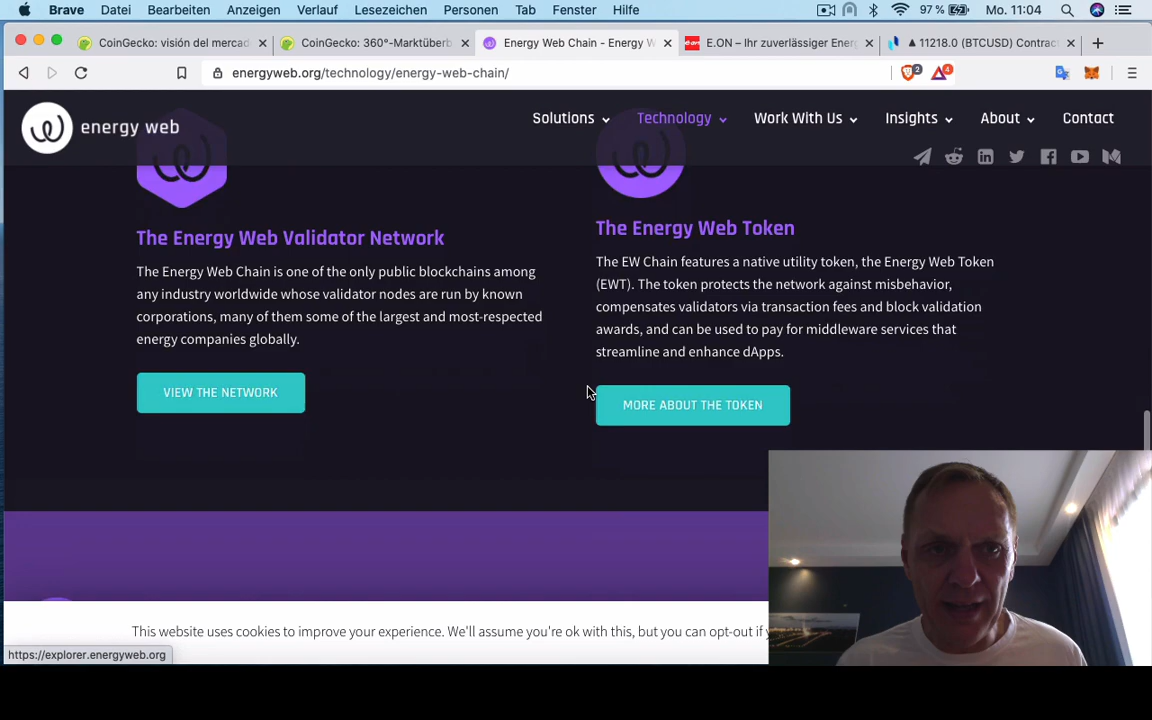 Brave Datei Bearbeiten Anzeigen Verlauf Lesezeichen Personen Tab Fenster Hilfe 97 % Mo. 11:04
CoinGecko: visión del mercad CoinGecko: 360°-Marktüberb Energy Web Chain - Energy W E.ON – Ihr zuverlässiger Energ ▲ 11218.0 (BTCUSD) Contrac
energyweb.org/technology/energy-web-chain/ 2 4
energy web Solutions Technology Work With Us Insights About Contact
The Energy Web Validator Network
The Energy Web Chain is one of the only public blockchains among
any industry worldwide whose validator nodes are run by known
corporations, many of them some of the largest and most-respected
energy companies globally.
VIEW THE NETWORK
The Energy Web Token
The EW Chain features a native utility token, the Energy Web Token
(EWT). The token protects the network against misbehavior,
compensates validators via transaction fees and block validation
awards, and can be used to pay for middleware services that
streamline and enhance dApps.
MORE ABOUT THE TOKEN
This website uses cookies to improve your experience. We'll assume you're ok with this, but you can opt-out if
https://explorer.energyweb.org